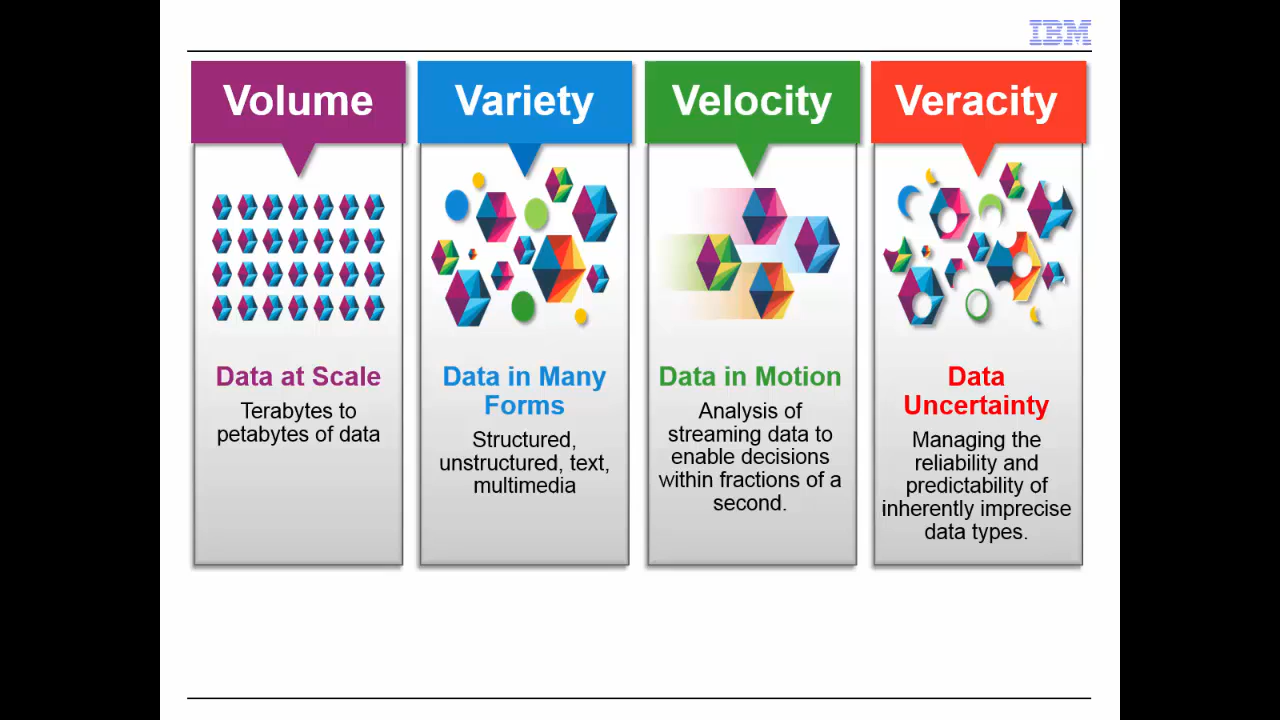 IBM
Volume
Variety
Velocity
Veracity
Data at Scale
Terabytes to
petabytes of data
Data in Many
Forms
Structured,
unstructured, text,
multimedia
Data in Motion
Analysis of
streaming data to
enable decisions
within fractions of a
second.
Data
Uncertainty
Managing the
reliability and
predictability of
inherently imprecise
data types.